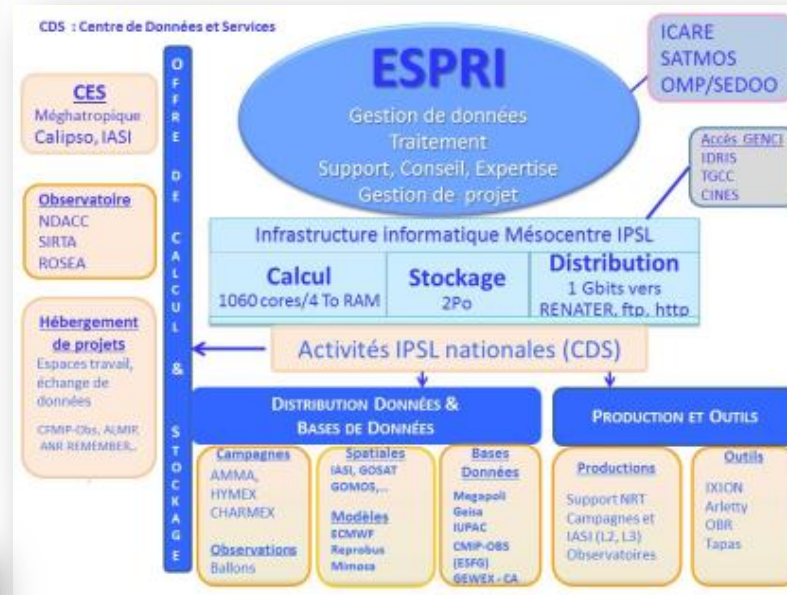 CDS : Centre de Données et Services
ESPRI
Gestion de données
Traitement
Support, Conseil, Expertise
Gestion de projet
ICARE
SATMOS
OMP/SEDOO
Accès GENCI
IDRIS
TGCC
CINES
CES
Méghatropique
Calipso, IASI
Observatoire
NDACC
SIRTA
ROSEA
Hébergement
de projets
Espaces travail,
échange de
données
CFMIP-Obs, ALMIP,
ANR REMEMBER...
OFFRE DE CALCUL & STOCKAGE
Infrastructure informatique Mésocentre IPSL
Calcul
1060 cores/4 To RAM
Stockage
2Po
Distribution
1 Gbits vers
RENATER, ftp, http
Activités IPSL nationales (CDS)
DISTRIBUTION DONNÉES &
BASES DE DONNÉES
PRODUCTION ET OUTILS
Campagnes
AMMA,
HYMEX
CHARMEX
Observations
Ballons
Spatiales
IASI, GOSAT
GOMOS,...
Modèles
ECMWF
Reprobus
Mimosa
Bases
Données
Megapoli
Geisa
IUPAC
CMIP-OBS
(ESFG)
GEWEX - CA
Productions
Support NRT
Campagnes et
IASI (L2, L3)
Observatoires
Outils
IXION
Arletty
OBR
Tapas